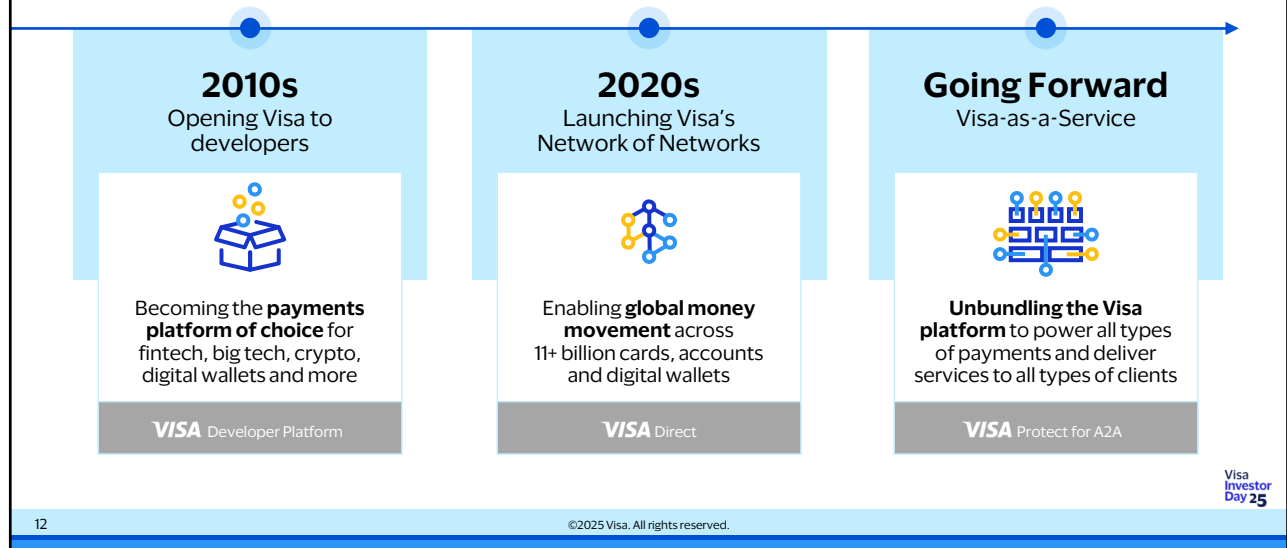 2010s
Opening Visa to
developers
Becoming the payments
platform of choice for
fintech, big tech, crypto,
digital wallets and more
VISA Developer Platform
2020s
Launching Visa's
Network of Networks
Enabling global money
movement across
11+ billion cards, accounts
and digital wallets
VISA Direct
Going Forward
Visa-as-a-Service
Unbundling the Visa
platform to power all types
of payments and deliver
services to all types of clients
VISA Protect for A2A
Visa
Investor
Day 25
12
©2025 Visa. All rights reserved.